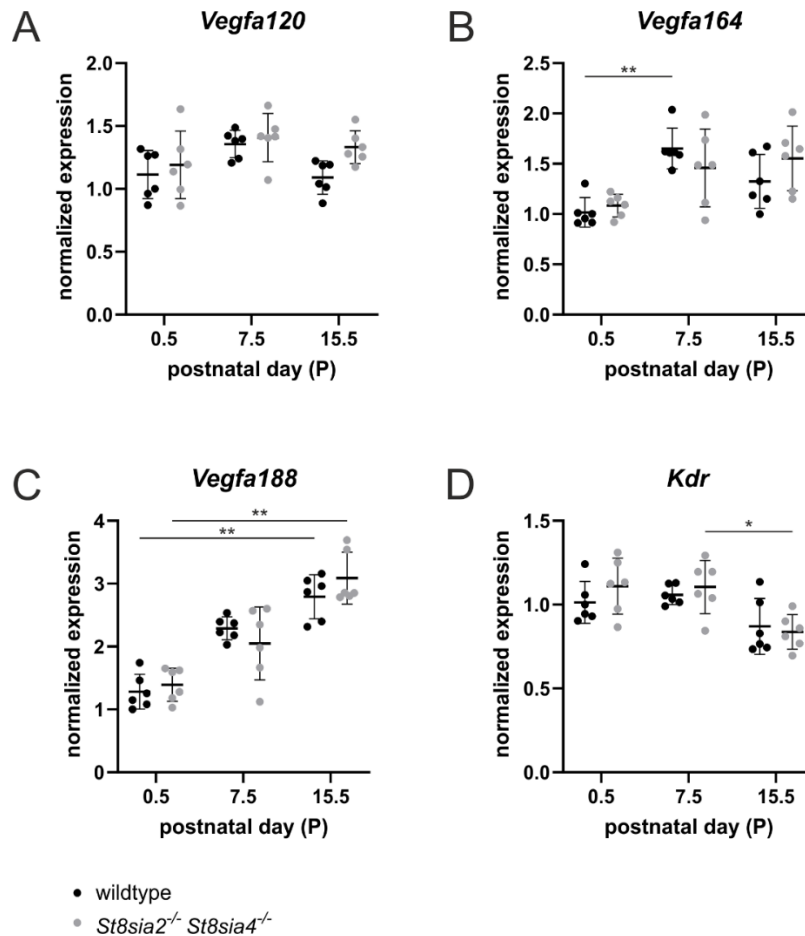 A
Vegfa120
normalized expression
2.0
1.5
1.0
0.5
0.0
0.5 7.5 15.5
postnatal day (P)
B
Vegfa164
normalized expression
2.5
2.0
1.5
1.0
0.5
0.0
**
0.5 7.5 15.5
postnatal day (P)
C
Vegfa188
normalized expression
4
3
2
1
0
**
**
0.5 7.5 15.5
postnatal day (P)
D
Kdr
normalized expression
1.5
1.0
0.5
0.0
*
0.5 7.5 15.5
postnatal day (P)
wildtype
St8sia2-/- St8sia4-/-